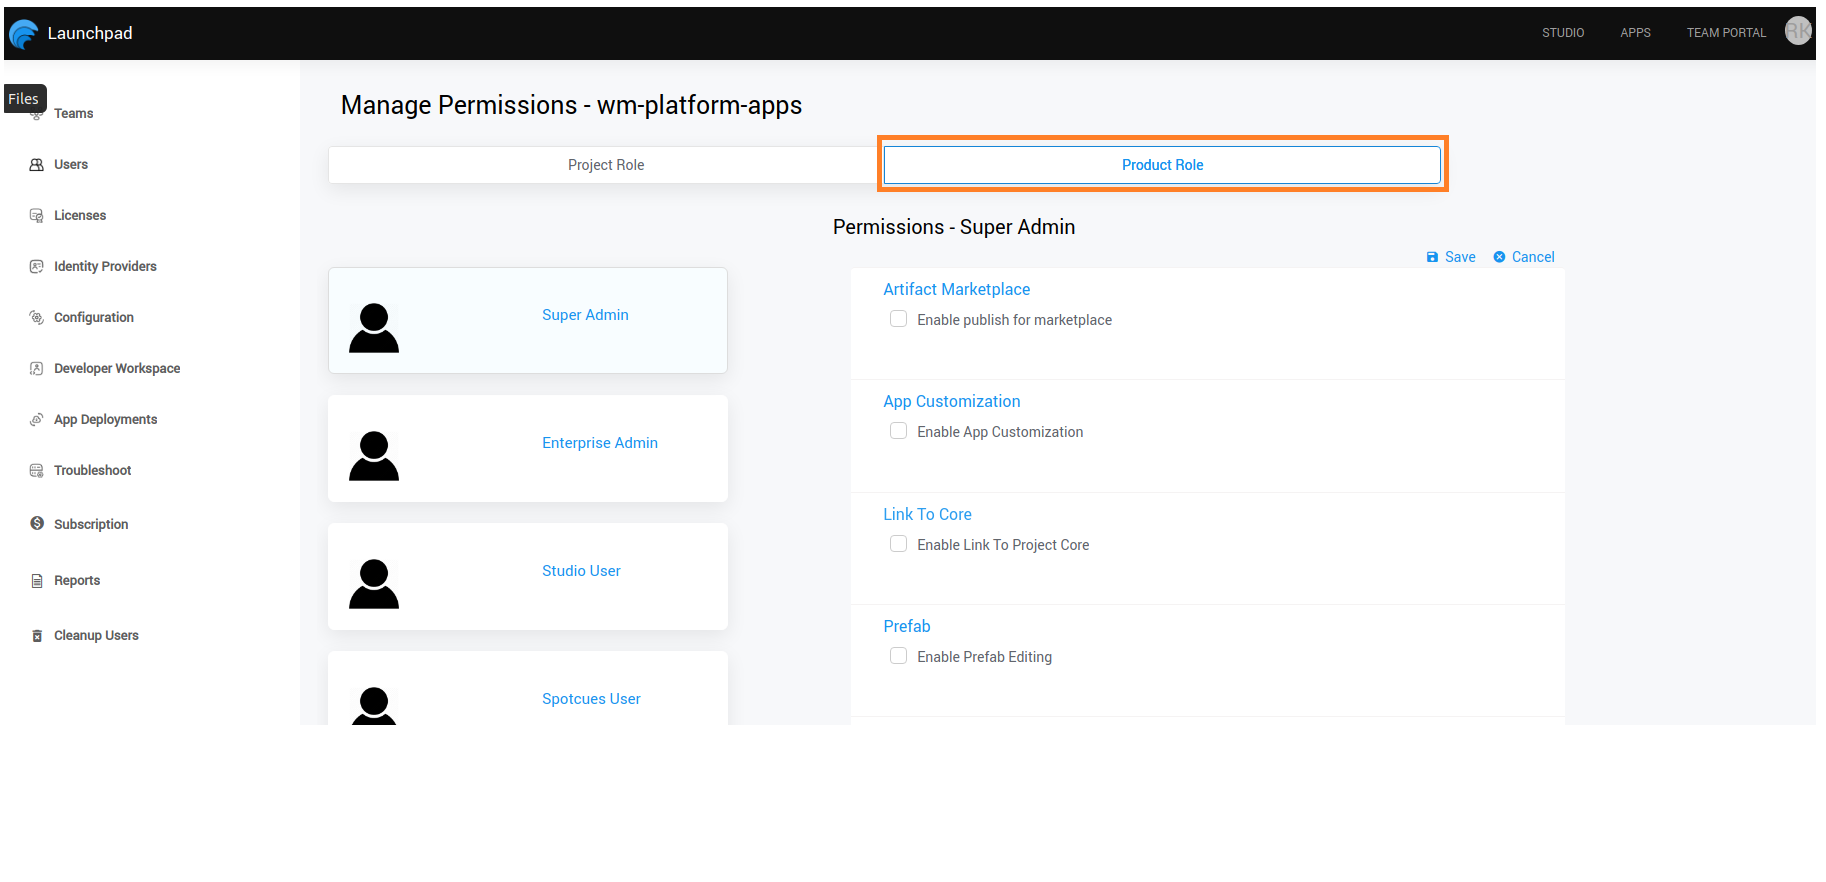 Launchpad
STUDIO
APPS
TEAM PORTAL
RK
Files
Teams
Users
Licenses
Identity Providers
Configuration
Developer Workspace
App Deployments
Troubleshoot
Subscription
Reports
Cleanup Users
Manage Permissions - wm-platform-apps
Project Role
Product Role
Permissions - Super Admin
Save
Cancel
Super Admin
Enterprise Admin
Studio User
Spotcues User
Artifact Marketplace
Enable publish for marketplace
App Customization
Enable App Customization
Link To Core
Enable Link To Project Core
Prefab
Enable Prefab Editing